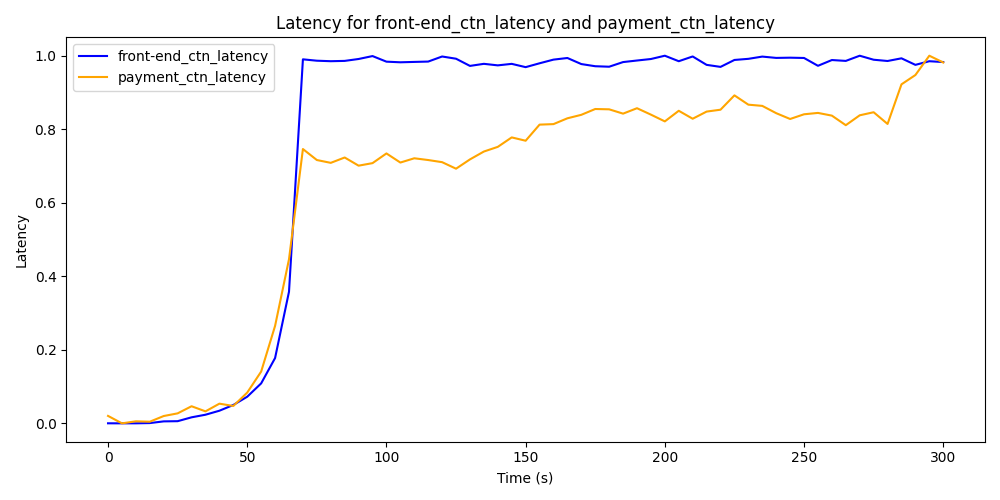 Latency for front-end_ctn_latency and payment_ctn_latency
front-end_ctn_latency
payment_ctn_latency
1.0
0.8
0.6
0.4
0.2
0.0
Latency
0 50 100 150 200 250 300
Time (s)